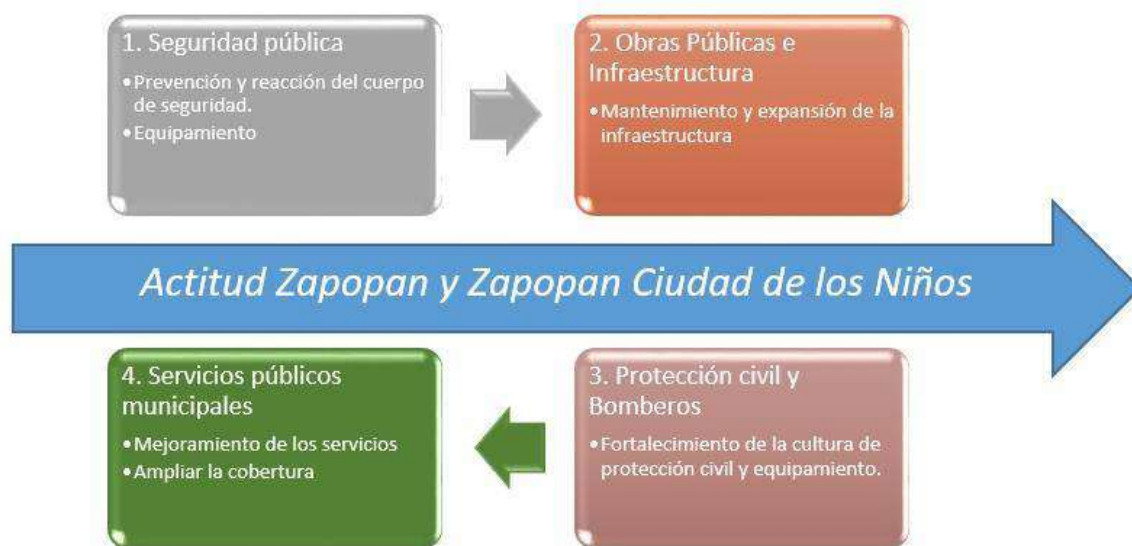 1. Seguridad pública
•Prevención y reacción del cuerpo
de seguridad.
•Equipamiento
2. Obras Públicas e
Infraestructura
•Mantenimiento y expansión de la
infraestructura
Actitud Zapopan y Zapopan Ciudad de los Niños
4. Servicios públicos
municipales
•Mejoramiento de los servicios
•Ampliar la cobertura
3. Protección civil y
Bomberos
•Fortalecimiento de la cultura de
protección civil y equipamiento.